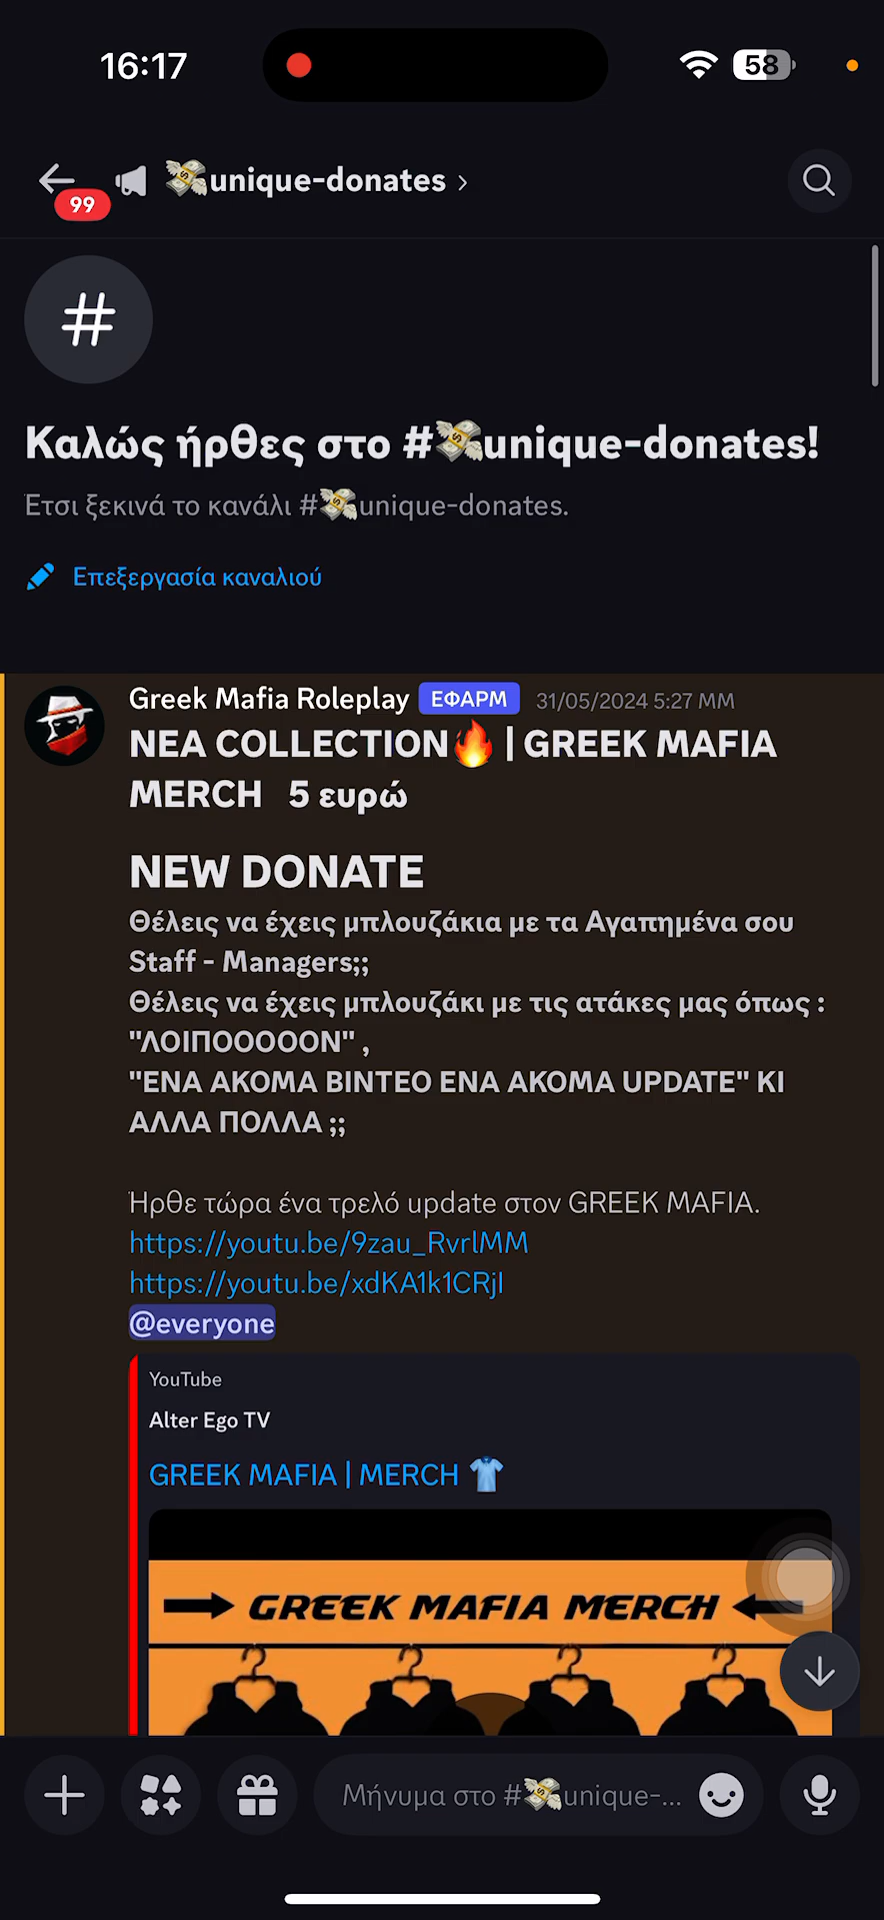 16:17
58
99
💸unique-donates ›
#
Καλώς ήρθες στο #💸unique-donates!
Έτσι ξεκινά το κανάλι #💸unique-donates.
Επεξεργασία καναλιού
Greek Mafia Roleplay ΕΦΑΡΜ 31/05/2024 5:27 ΜΜ
ΝΕΑ COLLECTION🔥 | GREEK MAFIA
MERCH 5 ευρώ
NEW DONATE
Θέλεις να έχεις μπλουζάκια με τα Αγαπημένα σου
Staff - Managers;;
Θέλεις να έχεις μπλουζάκι με τις ατάκες μας όπως :
"ΛΟΙΠΟΟΟΟΟΝ" ,
"ΕΝΑ ΑΚΟΜΑ ΒΙΝΤΕΟ ΕΝΑ ΑΚΟΜΑ UPDATE" ΚΙ
ΑΛΛΑ ΠΟΛΛΑ ;;
Ήρθε τώρα ένα τρελό update στον GREEK MAFIA.
https://youtu.be/9zau_RvrlMM
https://youtu.be/xdKA1k1CRjI
@everyone
YouTube
Alter Ego TV
GREEK MAFIA | MERCH 👕
GREEK MAFIA MERCH
Μήνυμα στο #💸unique-...